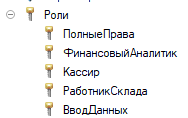 Роли
ПолныеПрава
ФинансовыйАналитик
Кассир
РаботникСклада
ВводДанных